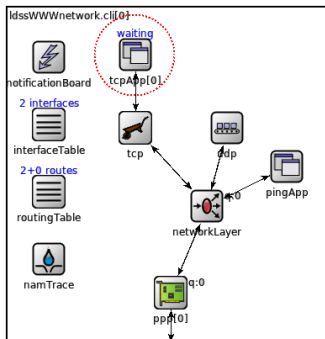 ldssWWWnetwork.cli[0]
waiting
notificationBoard
tcpApp[0]
2 interfaces
interfaceTable
tcp
udp
2+0 routes
routingTable
q:0
pingApp
networkLayer
namTrace
q:0
ppp[0]